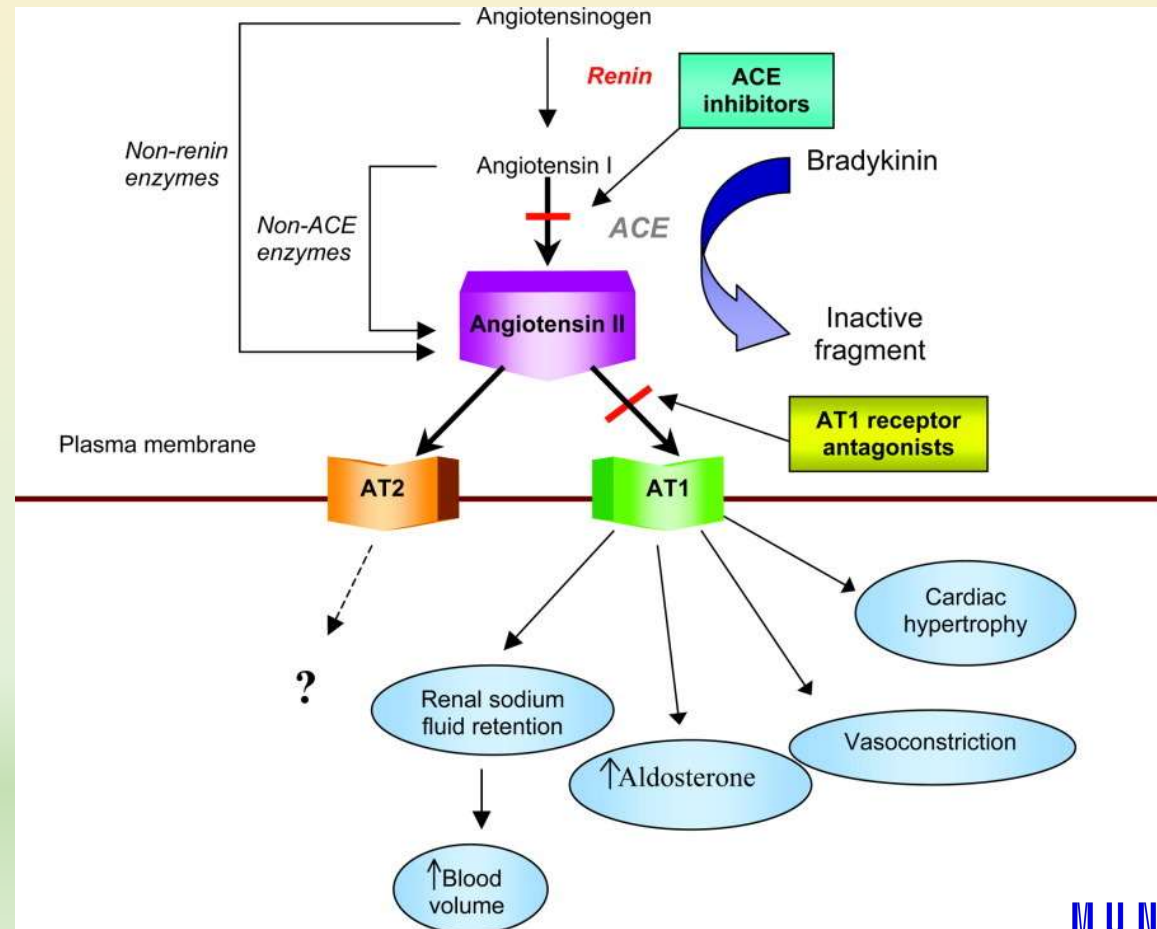 Angiotensinogen
Renin
ACE
inhibitors
Non-renin
enzymes
Angiotensin I
Bradykinin
Non-ACE
enzymes
ACE
Angiotensin II
Inactive
fragment
AT1 receptor
antagonists
Plasma membrane
AT2
AT1
Cardiac
hypertrophy
?
Renal sodium
fluid retention
Vasoconstriction
↑Aldosterone
↑Blood
volume